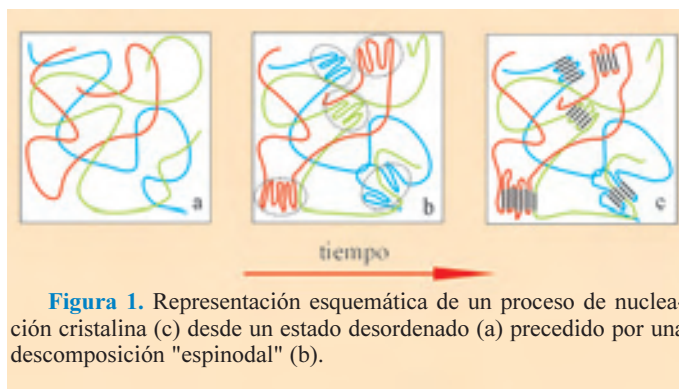 a
b
c
tiempo
Figura 1. Representación esquemática de un proceso de nuclea-
ción cristalina (c) desde un estado desordenado (a) precedido por una
descomposición "espinodal" (b).